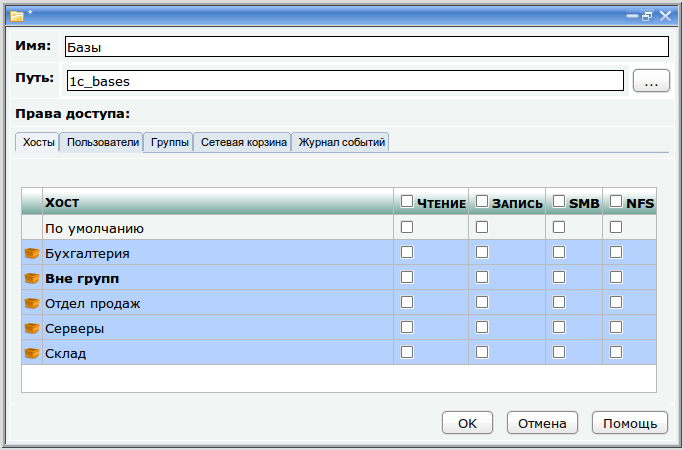 *
Имя: Базы
Путь: 1c_bases ...
Права доступа:
Хосты Пользователи Группы Сетевая корзина Журнал событий
Хост Чтение Запись SMB NFS
По умолчанию
Бухгалтерия
Вне групп
Отдел продаж
Серверы
Склад
OK Отмена Помощь